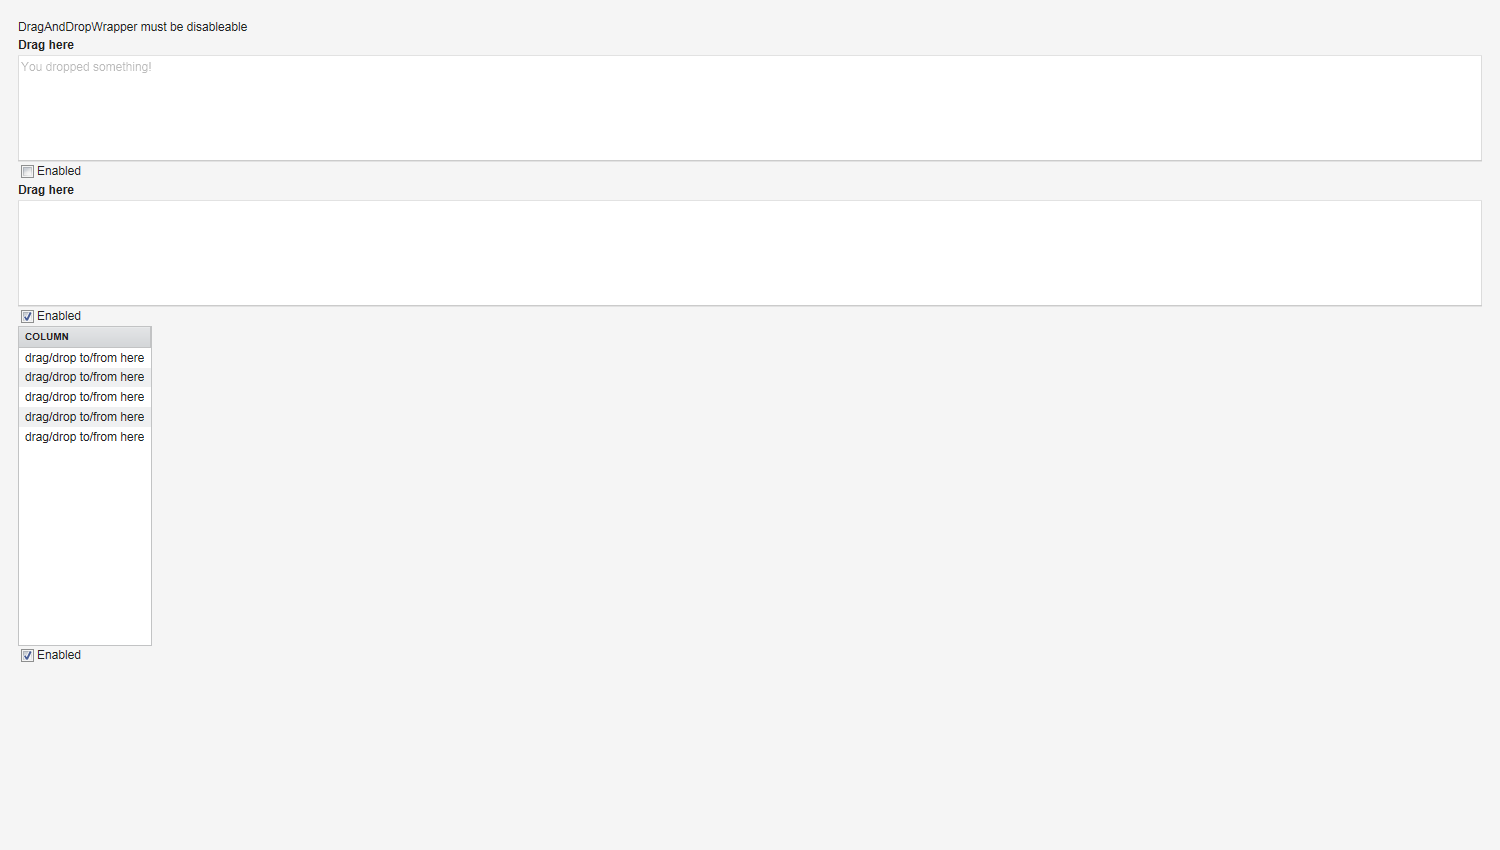 DragAndDropWrapper must be disableable
Drag here
You dropped something!
Enabled
Drag here
Enabled
COLUMN
drag/drop to/from here
drag/drop to/from here
drag/drop to/from here
drag/drop to/from here
drag/drop to/from here
Enabled